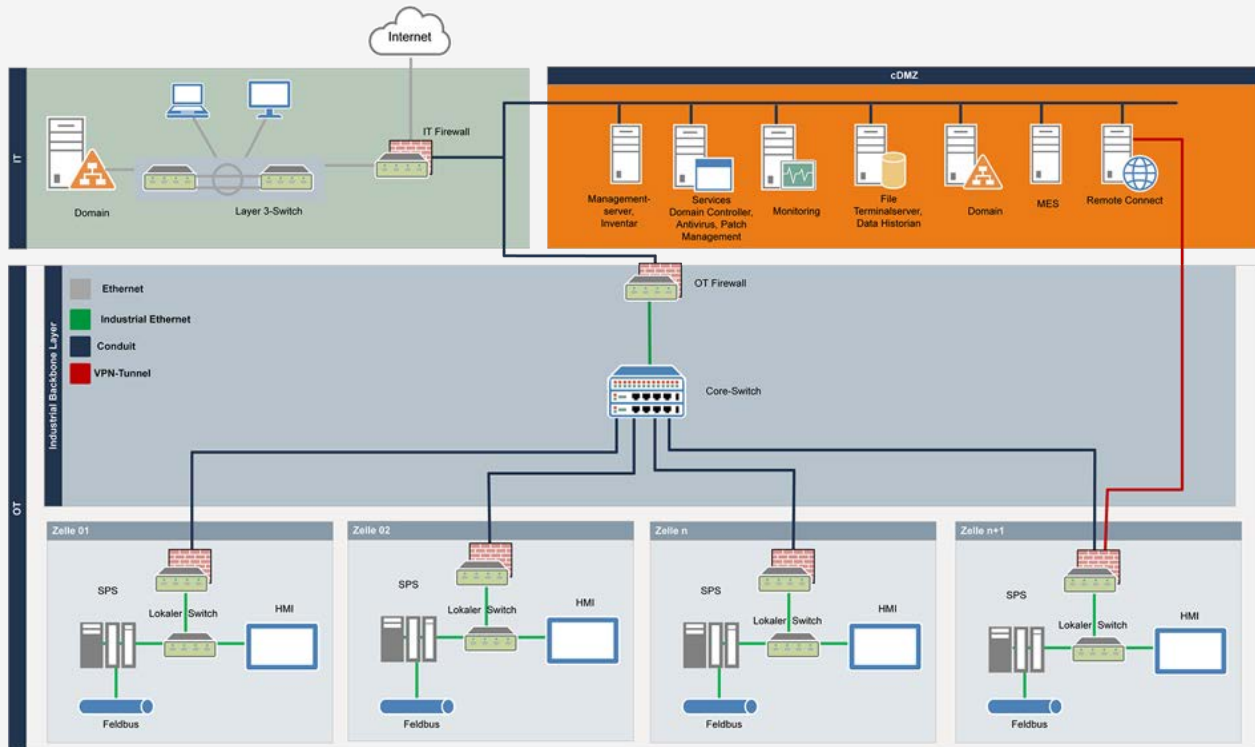 Internet
cDMZ
IT
IT Firewall
Domain
Layer 3-Switch
Management-
server,
Inventar
Services
Domain Controller,
Antivirus, Patch
Management
Monitoring
File
Terminalserver,
Data Historian
Domain
MES
Remote Connect
OT
Industrial Backbone Layer
Ethernet
Industrial Ethernet
Conduit
VPN-Tunnel
OT Firewall
Core-Switch
Zelle 01
SPS
Lokaler Switch
HMI
Feldbus
Zelle 02
SPS
Lokaler Switch
HMI
Feldbus
Zelle n
SPS
Lokaler Switch
HMI
Feldbus
Zelle n+1
SPS
Lokaler Switch
HMI
Feldbus